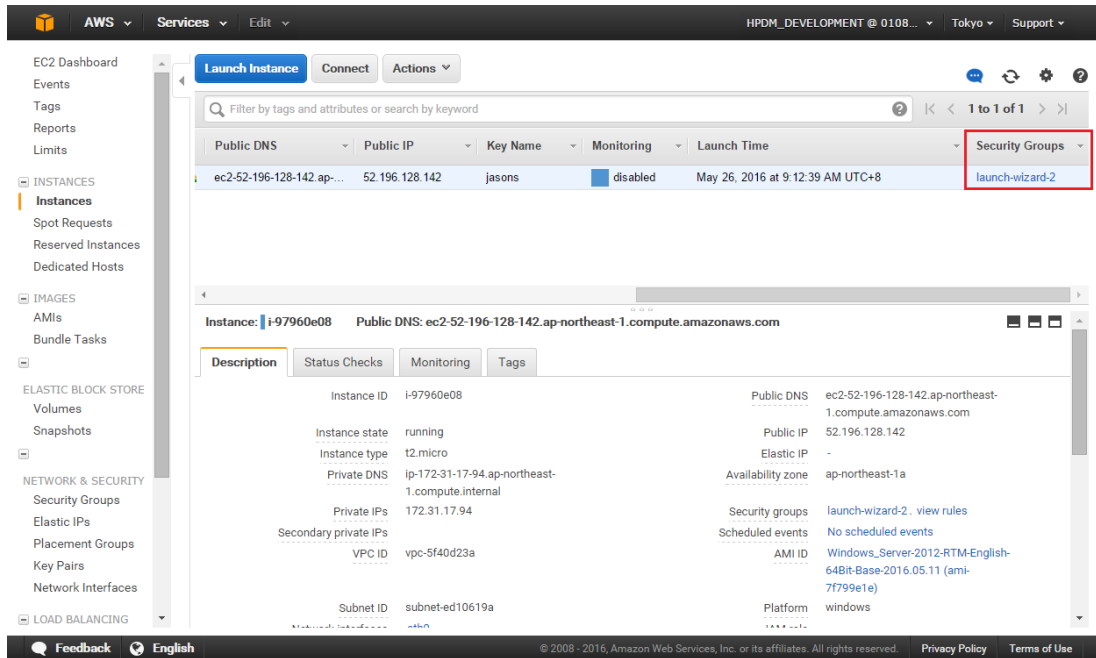 AWS Services Edit HPDM_DEVELOPMENT @ 0108... Tokyo Support
EC2 Dashboard
Events
Tags
Reports
Limits
INSTANCES
Instances
Spot Requests
Reserved Instances
Dedicated Hosts
IMAGES
AMIs
Bundle Tasks
ELASTIC BLOCK STORE
Volumes
Snapshots
NETWORK & SECURITY
Security Groups
Elastic IPs
Placement Groups
Key Pairs
Network Interfaces
LOAD BALANCING
Launch Instance Connect Actions
Filter by tags and attributes or search by keyword 1 to 1 of 1
Public DNS Public IP Key Name Monitoring Launch Time Security Groups
ec2-52-196-128-142.ap-... 52.196.128.142 jasons disabled May 26, 2016 at 9:12:39 AM UTC+8 launch-wizard-2
Instance: i-97960e08 Public DNS: ec2-52-196-128-142.ap-northeast-1.compute.amazonaws.com
Description Status Checks Monitoring Tags
Instance ID i-97960e08
Instance state running
Instance type t2.micro
Private DNS ip-172-31-17-94.ap-northeast-
1.compute.internal
Private IPs 172.31.17.94
Secondary private IPs
VPC ID vpc-5f40d23a
Subnet ID subnet-ed10619a
Network interfaces eth0
Public DNS ec2-52-196-128-142.ap-northeast-
1.compute.amazonaws.com
Public IP 52.196.128.142
Elastic IP -
Availability zone ap-northeast-1a
Security groups launch-wizard-2. view rules
Scheduled events No scheduled events
AMI ID Windows_Server-2012-RTM-English-
64Bit-Base-2016.05.11 (ami-
7f799e1e)
Platform windows
IAM role
Feedback English © 2008 - 2016, Amazon Web Services, Inc. or its affiliates. All rights reserved. Privacy Policy Terms of Use